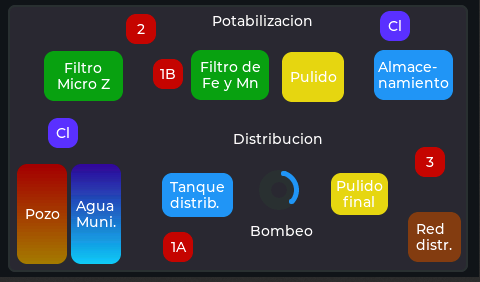 Potabilizacion
2
Cl
Filtro
Micro Z
1B
Filtro de
Fe y Mn
Pulido
Almace-
namiento
Cl
Distribucion
3
Pozo
Agua
Muni.
Tanque
distrib.
Pulido
final
Bombeo
1A
Red
distr.